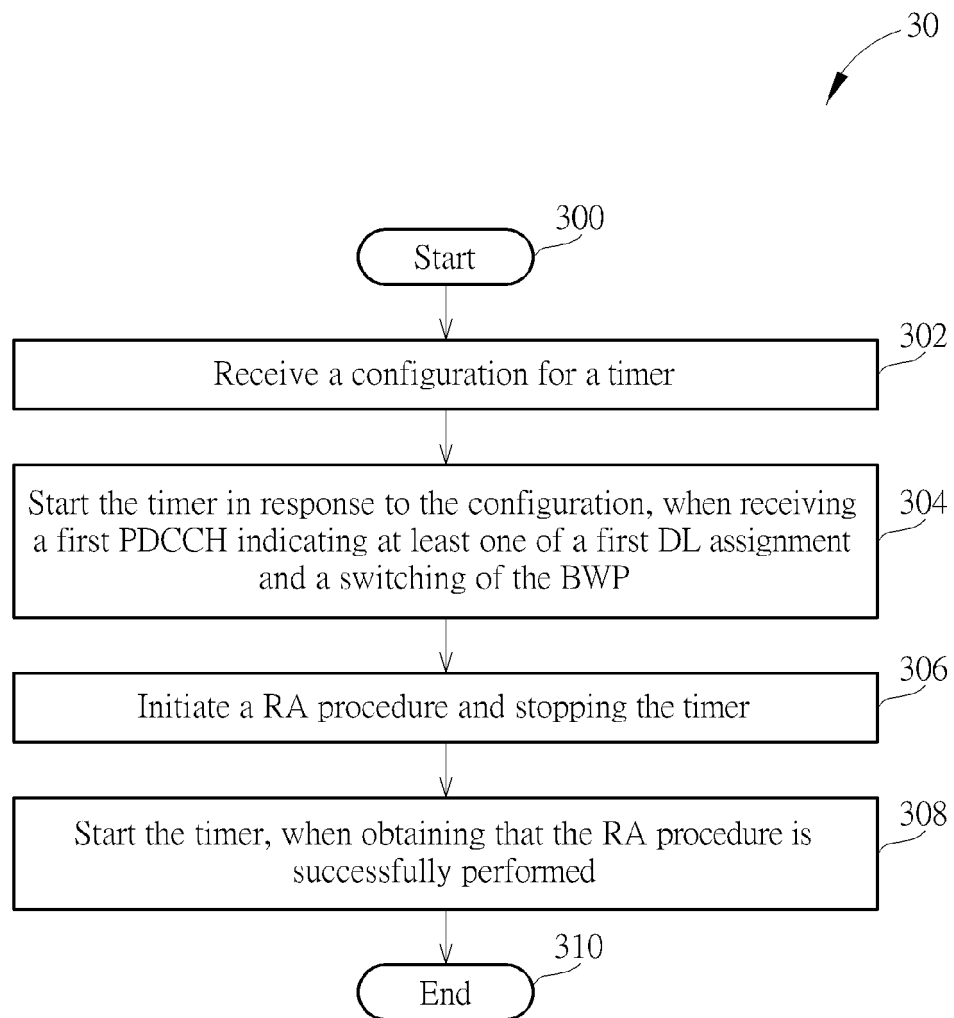 30
300
Start
302
Receive a configuration for a timer
304
Start the timer in response to the configuration, when receiving
a first PDCCH indicating at least one of a first DL assignment
and a switching of the BWP
306
Initiate a RA procedure and stopping the timer
308
Start the timer, when obtaining that the RA procedure is
successfully performed
310
End